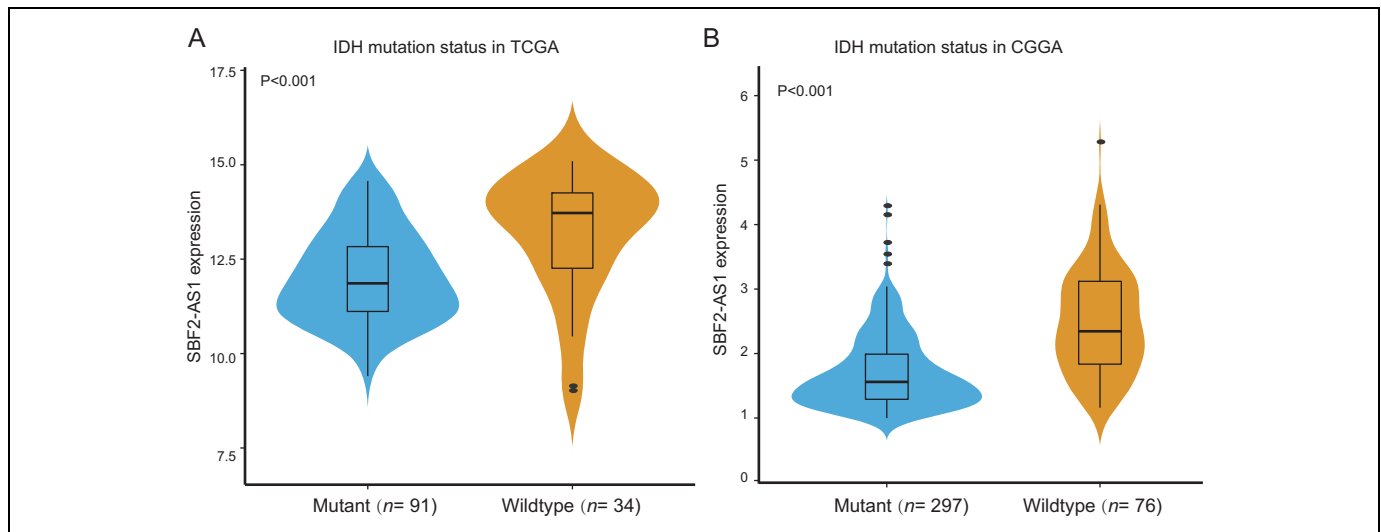 A
IDH mutation status in TCGA
P<0.001
SBF2-AS1 expression
17.5
15.0
12.5
10.0
7.5
Mutant (n= 91)
Wildtype (n= 34)
B
IDH mutation status in CGGA
P<0.001
SBF2-AS1 expression
6
5
4
3
2
1
0
Mutant (n= 297)
Wildtype (n= 76)